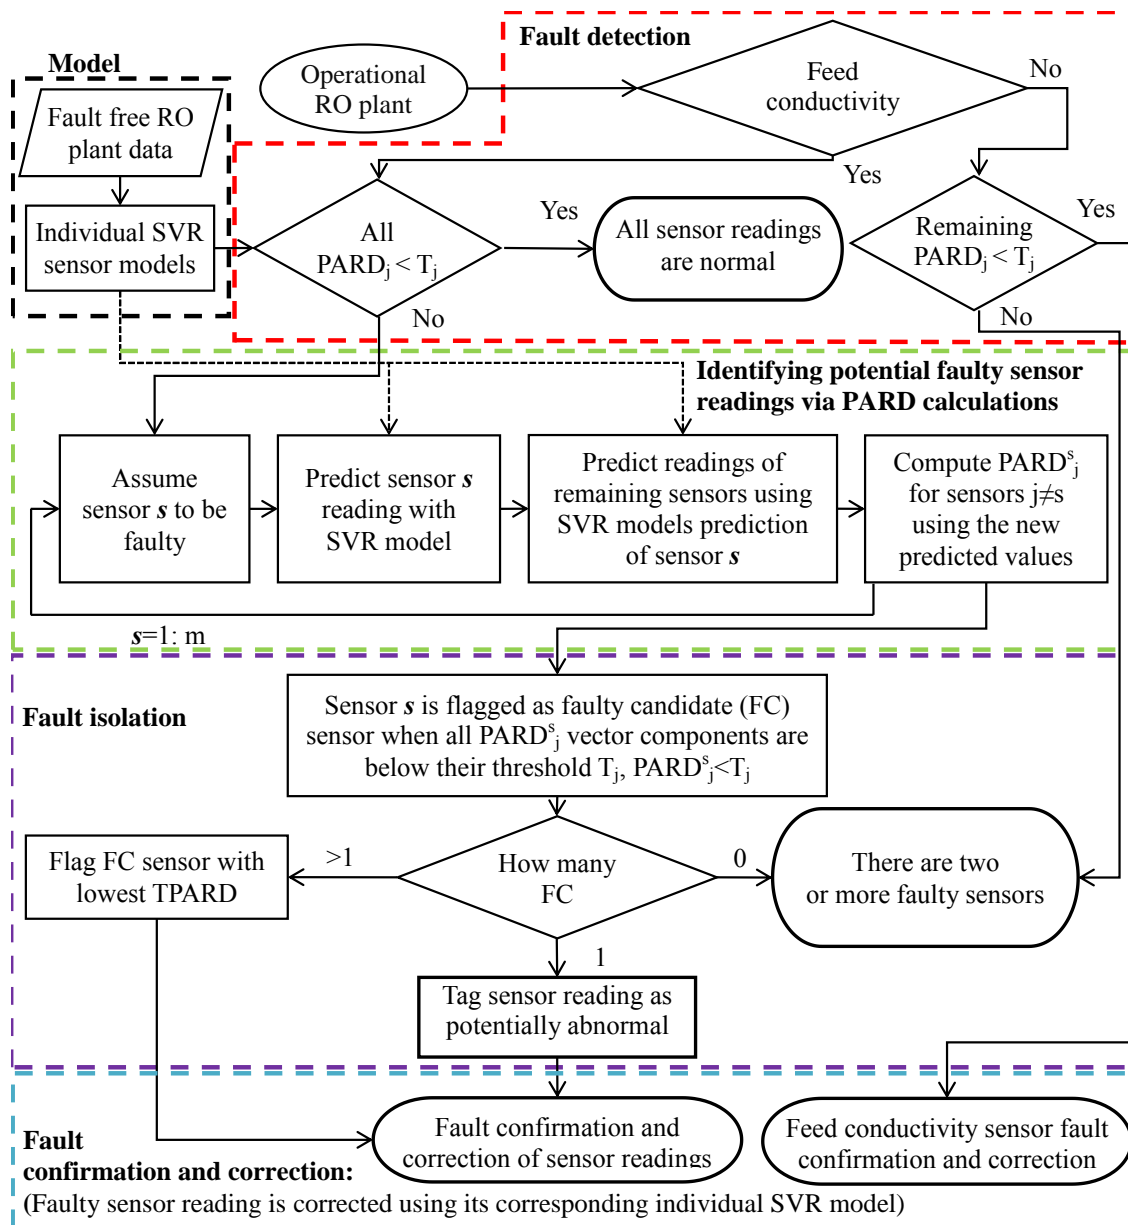 Model
Fault detection
Operational
RO plant
Feed
conductivity
No
Fault free RO
plant data
Yes
Individual SVR
sensor models
All
PARDj < Tj
Yes
All sensor readings
are normal
Remaining
PARDj < Tj
Yes
No
No
Identifying potential faulty sensor
readings via PARD calculations
Assume
sensor s to be
faulty
Predict sensor s
reading with
SVR model
Predict readings of
remaining sensors using
SVR models prediction
of sensor s
Compute PARDsj
for sensors j≠s
using the new
predicted values
s=1: m
Fault isolation
Sensor s is flagged as faulty candidate (FC)
sensor when all PARDsj vector components are
below their threshold Tj, PARDsj<Tj
Flag FC sensor with
lowest TPARD
>1
How many
FC
0
There are two
or more faulty sensors
1
Tag sensor reading as
potentially abnormal
Fault confirmation and
correction of sensor readings
Feed conductivity sensor fault
confirmation and correction
Fault
confirmation and correction:
(Faulty sensor reading is corrected using its corresponding individual SVR model)